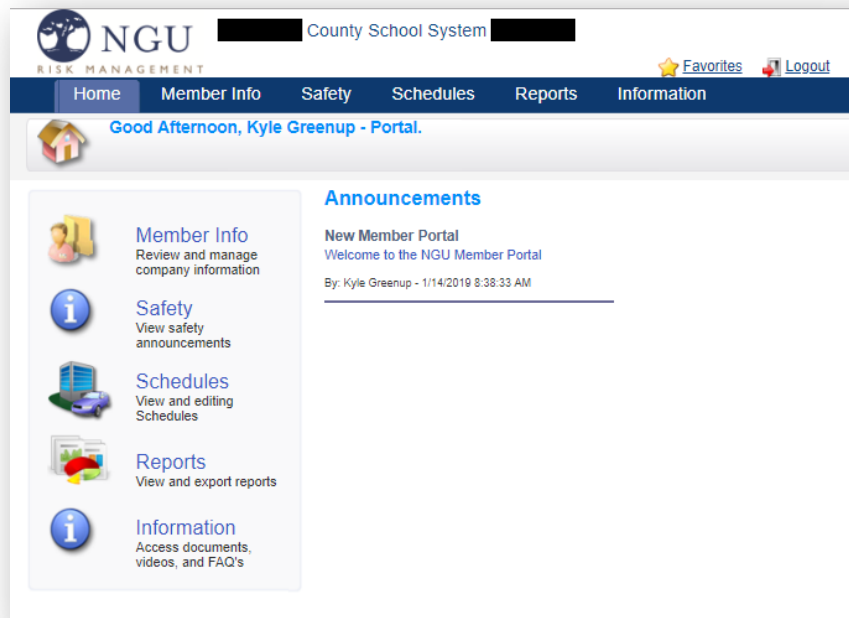 NGU
RISK MANAGEMENT
County School System
Favorites
Logout
Home Member Info Safety Schedules Reports Information
Good Afternoon, Kyle Greenup - Portal.
Announcements
New Member Portal
Welcome to the NGU Member Portal
By: Kyle Greenup - 1/14/2019 8:38:33 AM
Member Info
Review and manage
company information
Safety
View safety
announcements
Schedules
View and editing
Schedules
Reports
View and export reports
Information
Access documents,
videos, and FAQ's